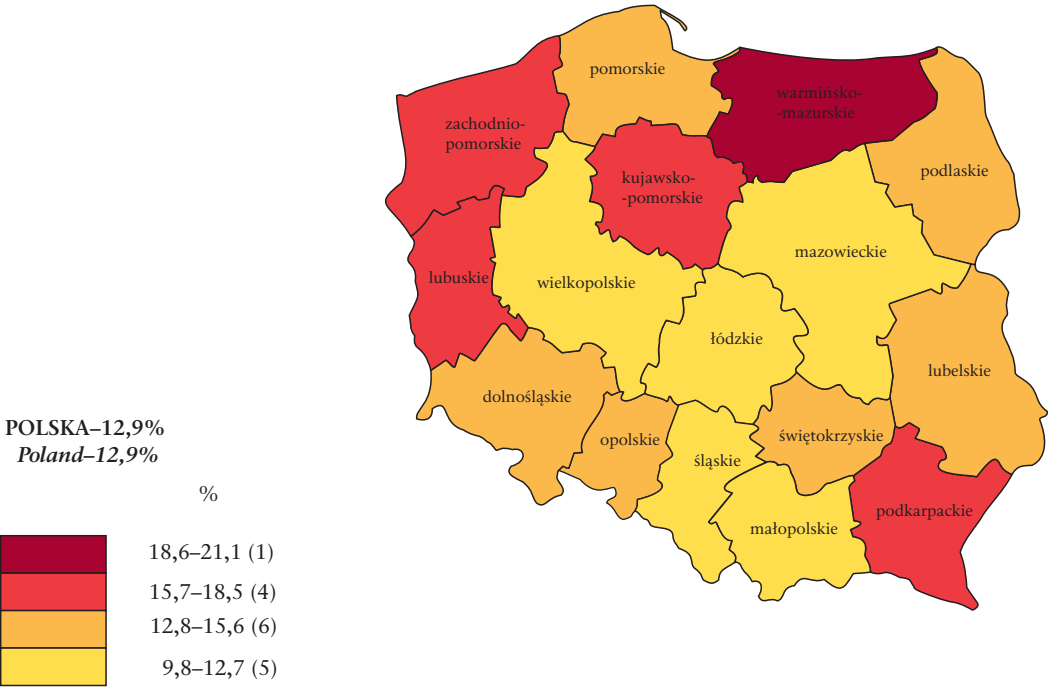 pomorskie
warmińsko-
-mazurskie
zachodnio-
pomorskie
podlaskie
kujawsko-
-pomorskie
mazowieckie
lubuskie
wielkopolskie
łódzkie
lubelskie
dolnośląskie
opolskie
świętokrzyskie
śląskie
podkarpackie
małopolskie
POLSKA–12,9%
Poland–12,9%
%
18,6–21,1 (1)
15,7–18,5 (4)
12,8–15,6 (6)
9,8–12,7 (5)